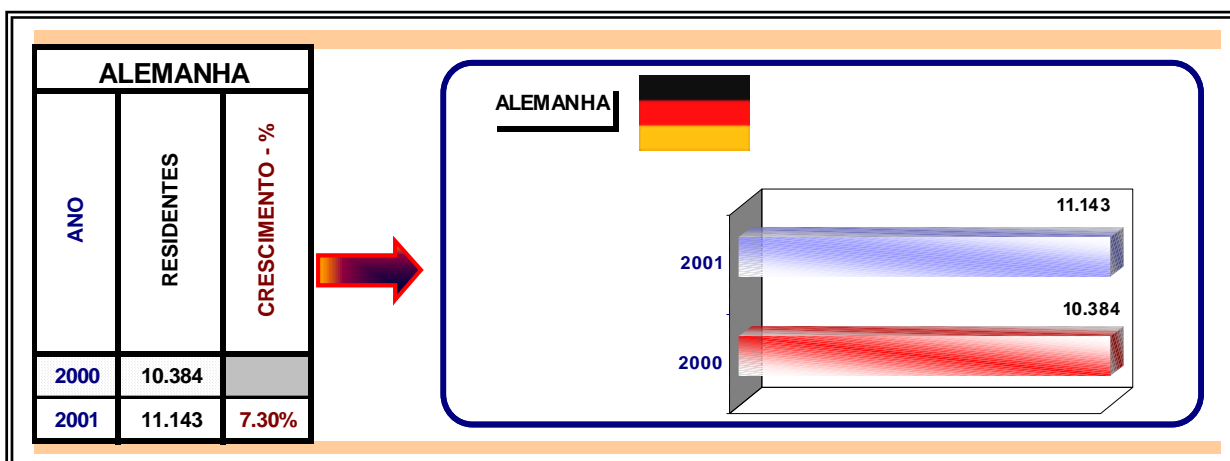 ALEMANHA
ANO RESIDENTES CRESCIMENTO - %
2000 10.384
2001 11.143 7.30%
ALEMANHA
11.143
2001
10.384
2000